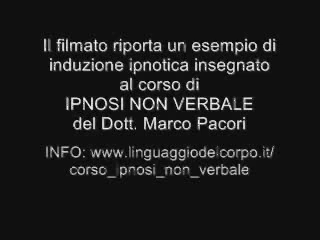 Il filmato riporta un esempio di
induzione ipnotica insegnato
al corso di
IPNOSI NON VERBALE
del Dott. Marco Pacori
INFO: www.linguaggiodelcorpo.it/
corso_ipnosi_non_verbale